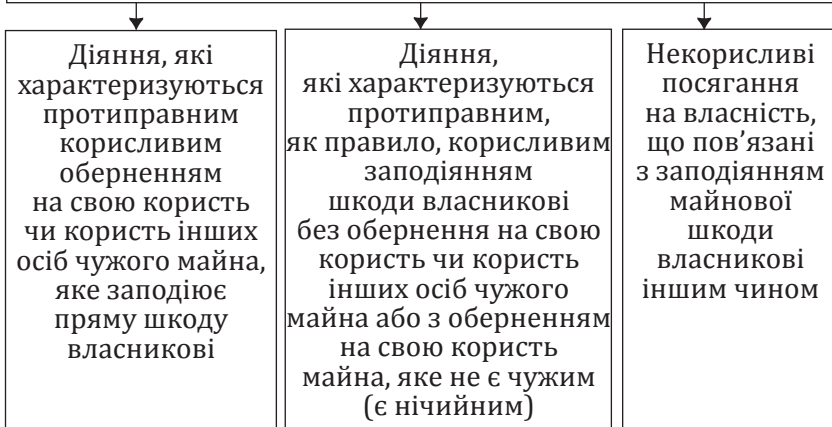 Діяння, які
характеризуються
протиправним
корисливим
оберненням
на свою користь
чи користь інших
осіб чужого майна,
яке заподіює
пряму шкоду
власникові
Діяння,
які характеризуються
протиправним,
як правило, корисливим
заподіянням
шкоди власникові
без обернення на свою
користь чи користь
інших осіб чужого
майна або з оберненням
на свою користь
майна, яке не є чужим
(є нічийним)
Некорисливі
посягання
на власність,
що пов’язані
з заподіянням
майнової
шкоди
власникові
іншим чином